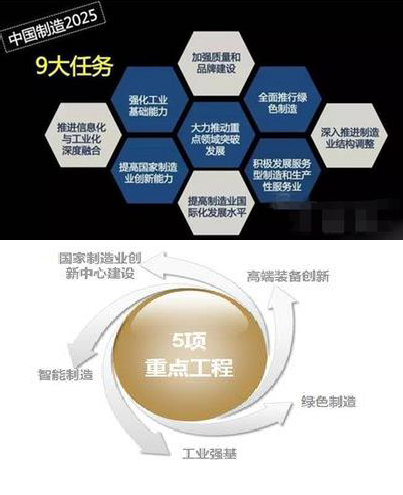 中国制造2025
9大任务
加强质量和
品牌建设
强化工业
基础能力
全面推行绿
色制造
推进信息化
与工业化
深度融合
大力推动重
点领域突破
发展
深入推进制造
业结构调整
提高国家制造
业创新能力
积极发展服务
型制造和生产
性服务业
提高制造业国
际化发展水平
国家制造业创
新中心建设
高端装备创新
5项
重点工程
智能制造
绿色制造
工业强基